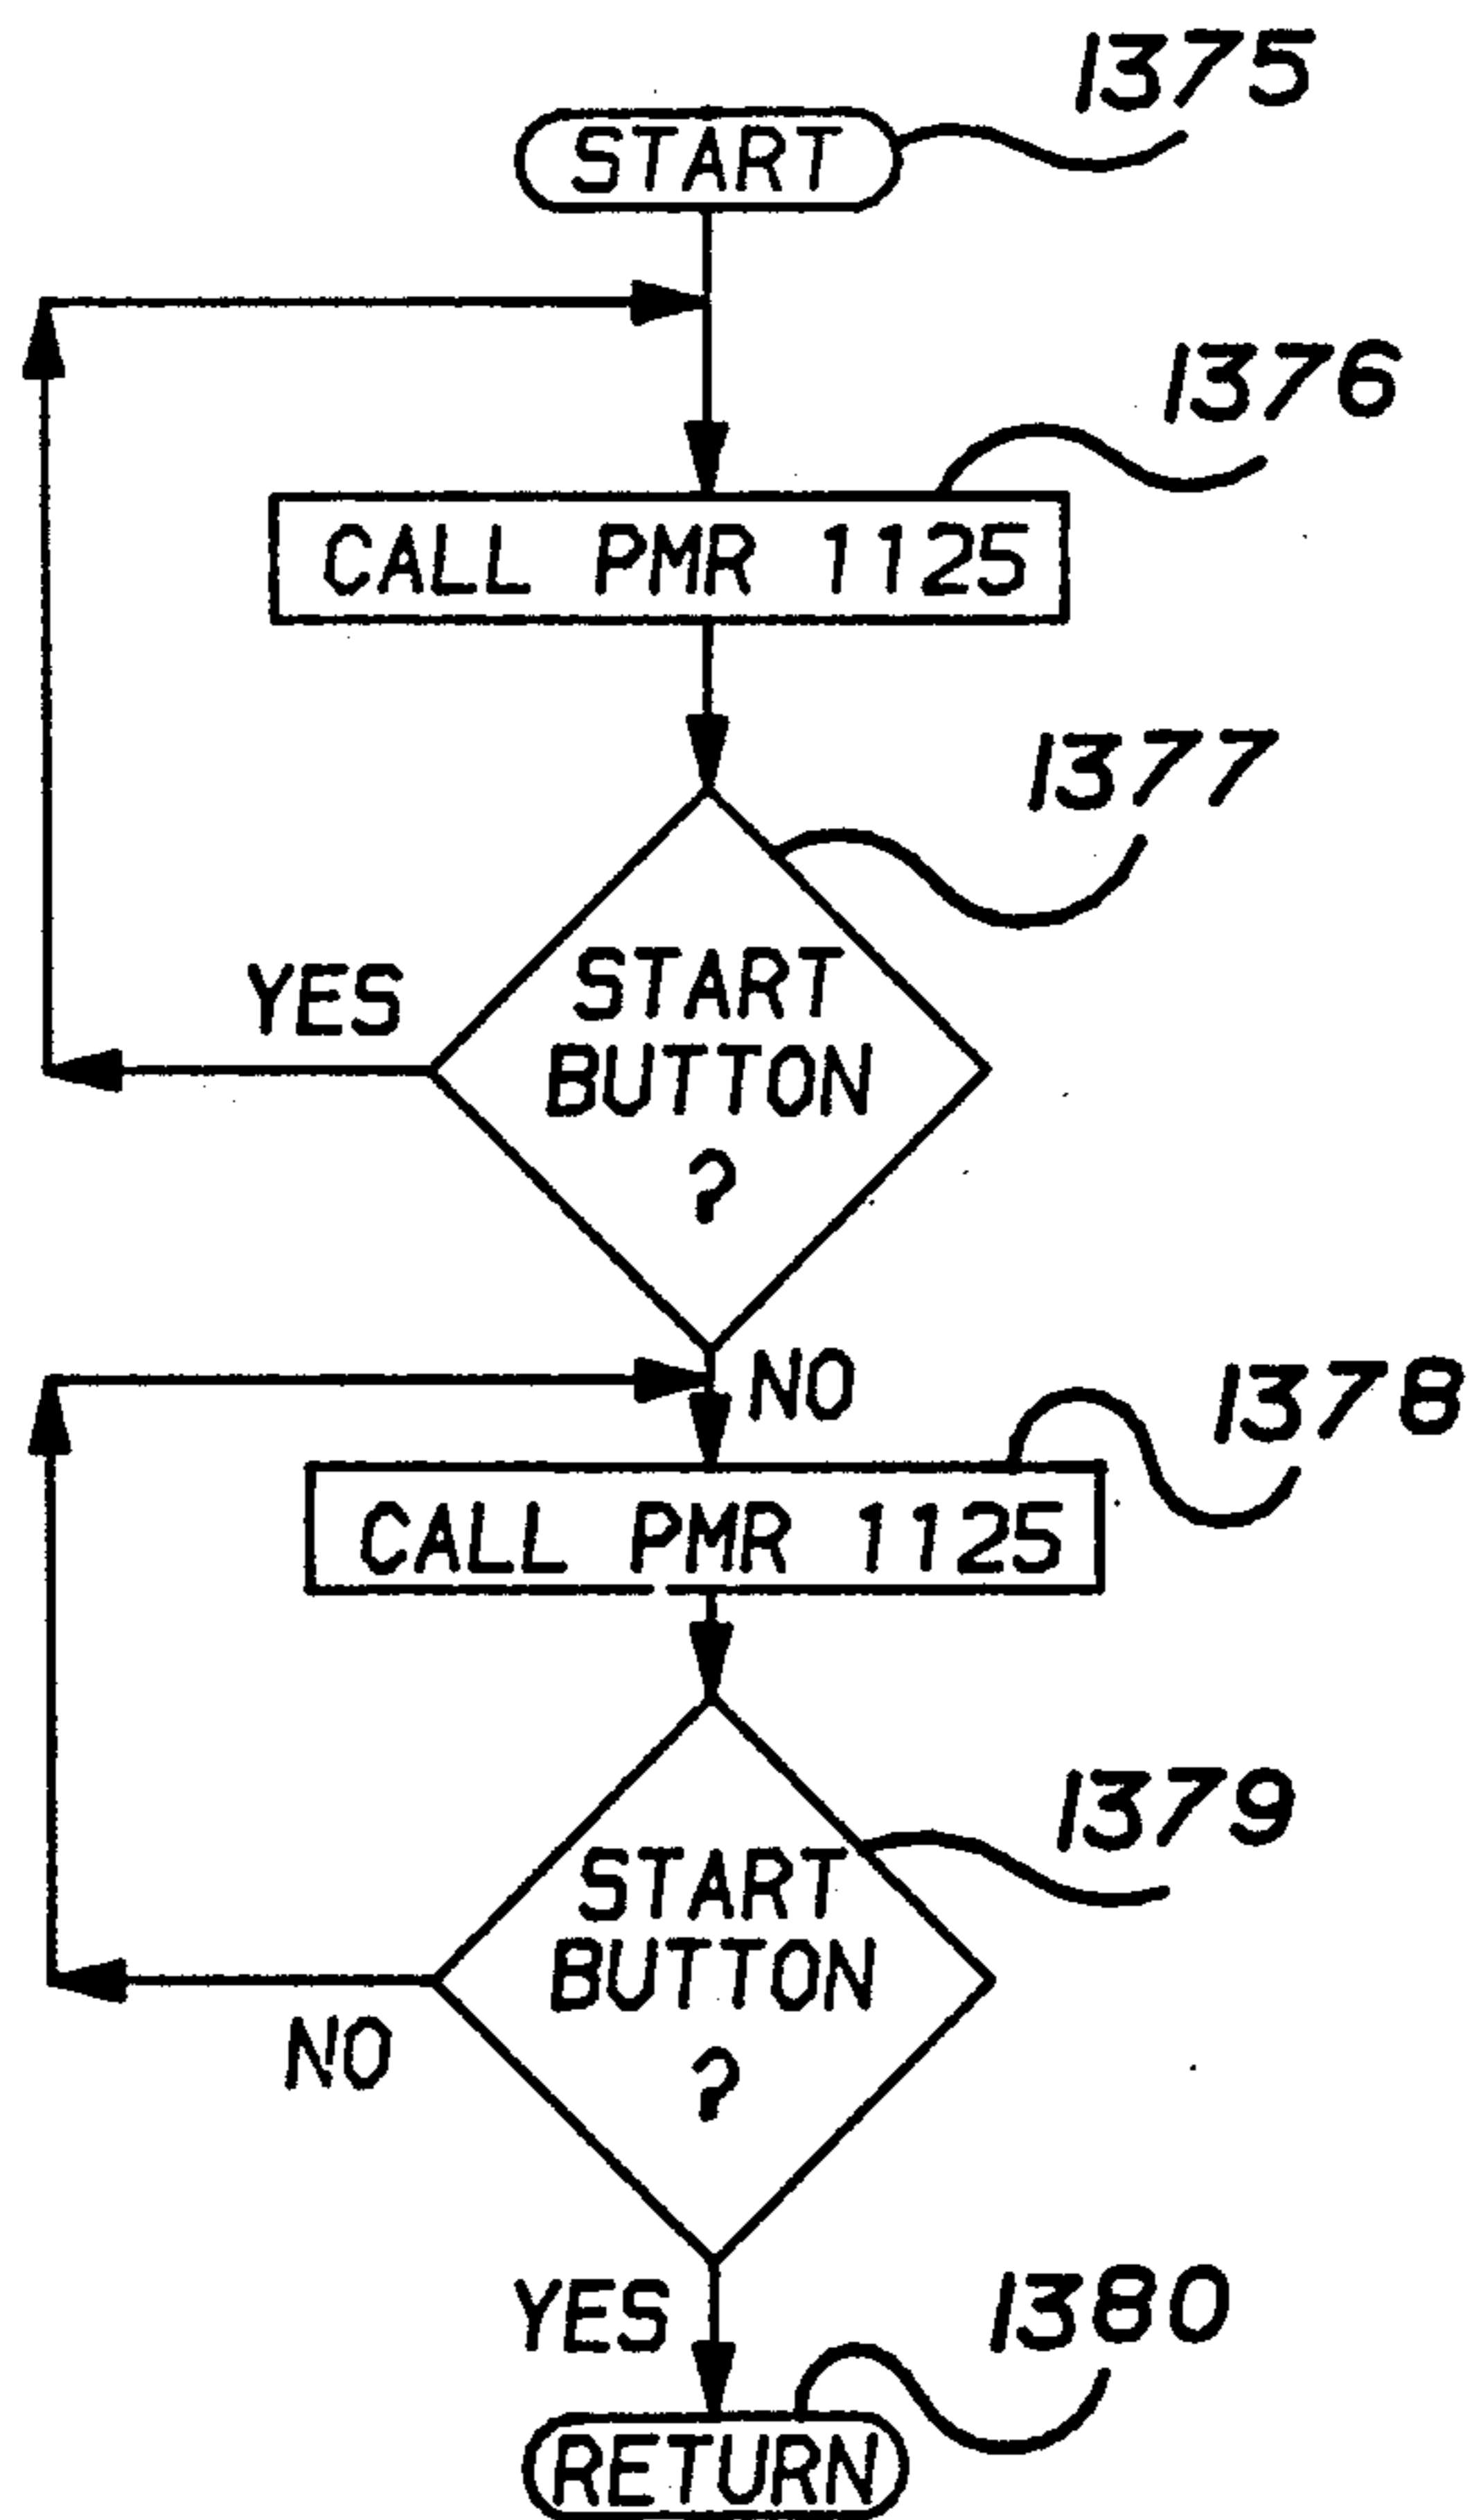 1375
START
1376
CALL PMR 1125
1377
START
BUTTON
?
YES
NO
1378
CALL PMR 1125
1379
START
BUTTON
?
NO
YES
1380
RETURN